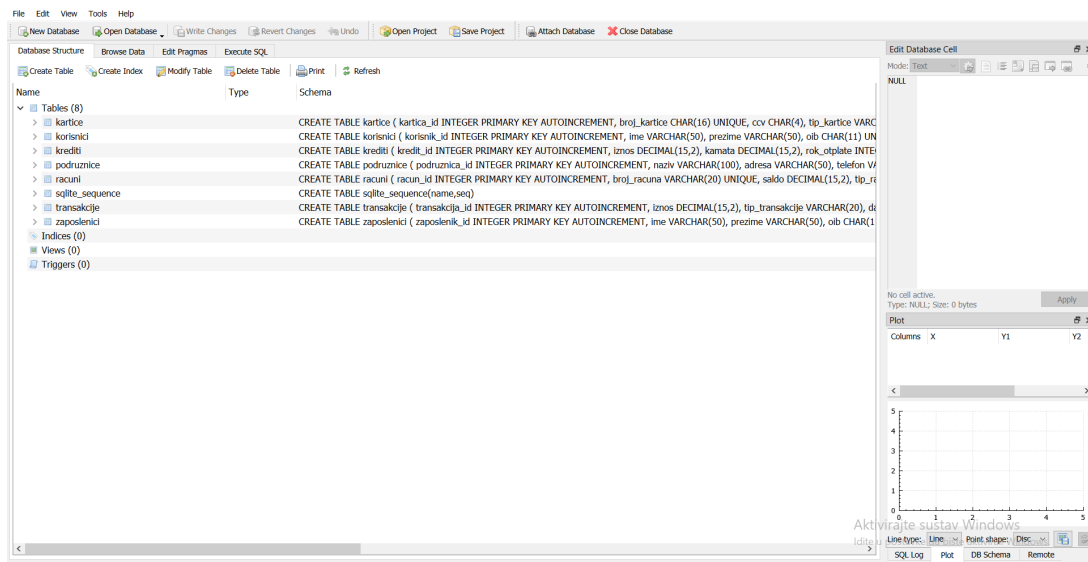 File Edit View Tools Help
New Database Open Database Write Changes Revert Changes Undo Open Project Save Project Attach Database Close Database
Database Structure Browse Data Edit Pragmas Execute SQL
Create Table Create Index Modify Table Delete Table Print Refresh
Name Type Schema
Tables (8)
kartice CREATE TABLE kartice ( kartica_id INTEGER PRIMARY KEY AUTOINCREMENT, broj_kartice CHAR(16) UNIQUE, ccv CHAR(4), tip_kartice VARC
korisnici CREATE TABLE korisnici ( korisnik_id INTEGER PRIMARY KEY AUTOINCREMENT, ime VARCHAR(50), prezime VARCHAR(50), oib CHAR(11) UN
krediti CREATE TABLE krediti ( kredit_id INTEGER PRIMARY KEY AUTOINCREMENT, iznos DECIMAL(15,2), kamata DECIMAL(15,2), rok_otplate INTE
podruznice CREATE TABLE podruznice ( podruznica_id INTEGER PRIMARY KEY AUTOINCREMENT, naziv VARCHAR(100), adresa VARCHAR(50), telefon VA
racuni CREATE TABLE racuni ( racun_id INTEGER PRIMARY KEY AUTOINCREMENT, broj_racuna VARCHAR(20) UNIQUE, saldo DECIMAL(15,2), tip_ra
sqlite_sequence CREATE TABLE sqlite_sequence(name,seq)
transakcije CREATE TABLE transakcije ( transakcija_id INTEGER PRIMARY KEY AUTOINCREMENT, iznos DECIMAL(15,2), tip_transakcije VARCHAR(20), da
zaposlenici CREATE TABLE zaposlenici ( zaposlenik_id INTEGER PRIMARY KEY AUTOINCREMENT, ime VARCHAR(50), prezime VARCHAR(50), oib CHAR(1
Indices (0)
Views (0)
Triggers (0)
Edit Database Cell
Mode: Text
NULL
No cell active.
Type: NULL; Size: 0 bytes
Apply
Plot
Columns X Y1 Y2
5
4
3
2
1
0
0 1 2 3 4 5
Aktivirajte sustav Windows
Idite u
Line type: Line Point shape: Disc
SQL Log Plot DB Schema Remote